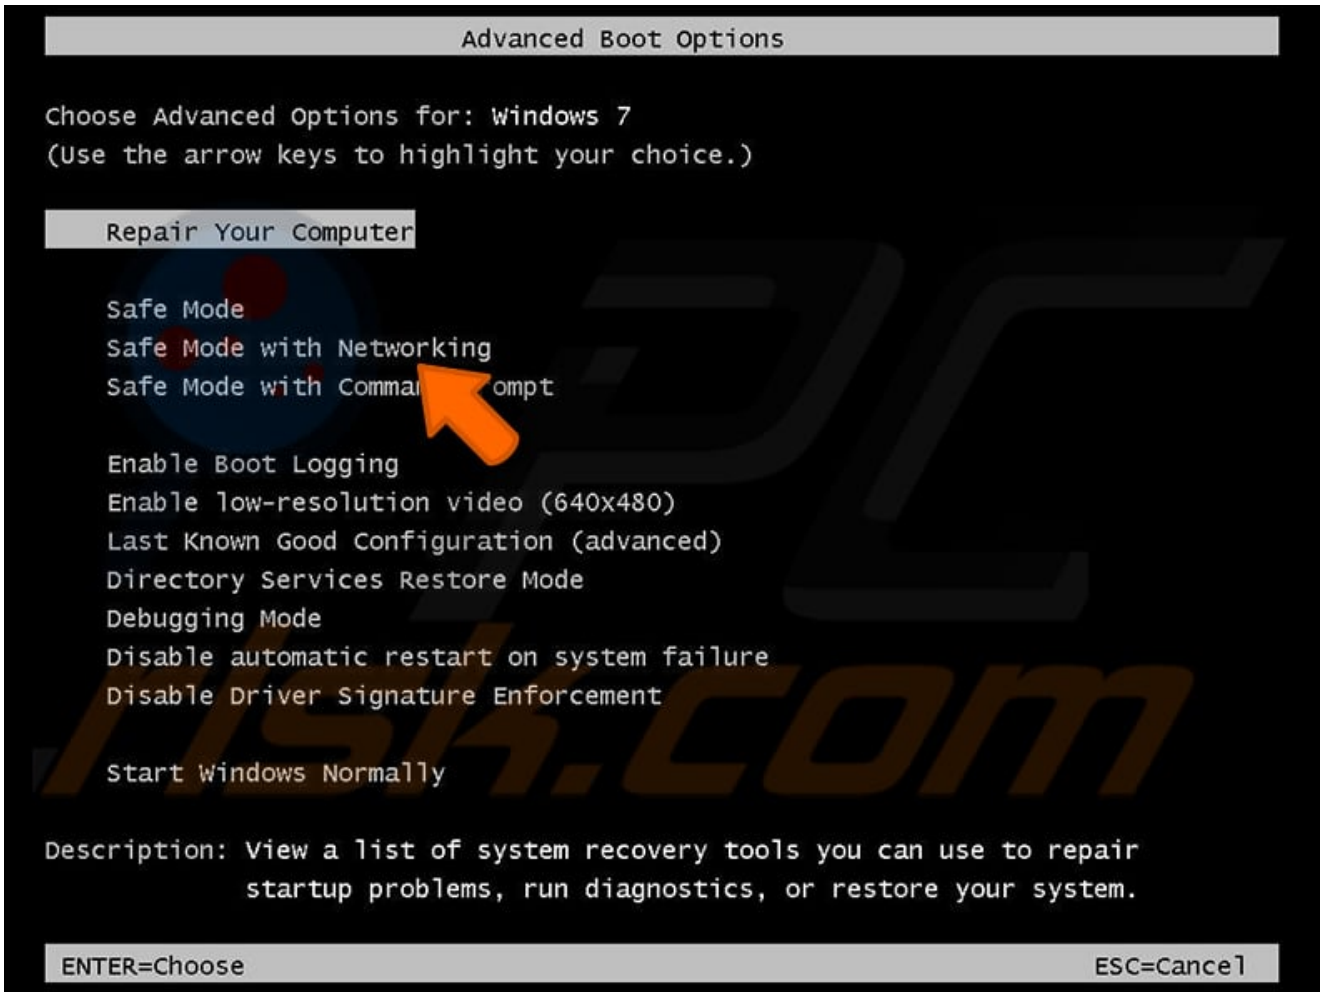 Advanced Boot Options
Choose Advanced Options for: Windows 7
(Use the arrow keys to highlight your choice.)
Repair Your Computer
Safe Mode
Safe Mode with Networking
Safe Mode with Comma ompt
Enable Boot Logging
Enable low-resolution video (640x480)
Last Known Good Configuration (advanced)
Directory Services Restore Mode
Debugging Mode
Disable automatic restart on system failure
Disable Driver Signature Enforcement
Start Windows Normally
Description: View a list of system recovery tools you can use to repair
startup problems, run diagnostics, or restore your system.
ENTER=Choose ESC=Cancel
PC
risk.com